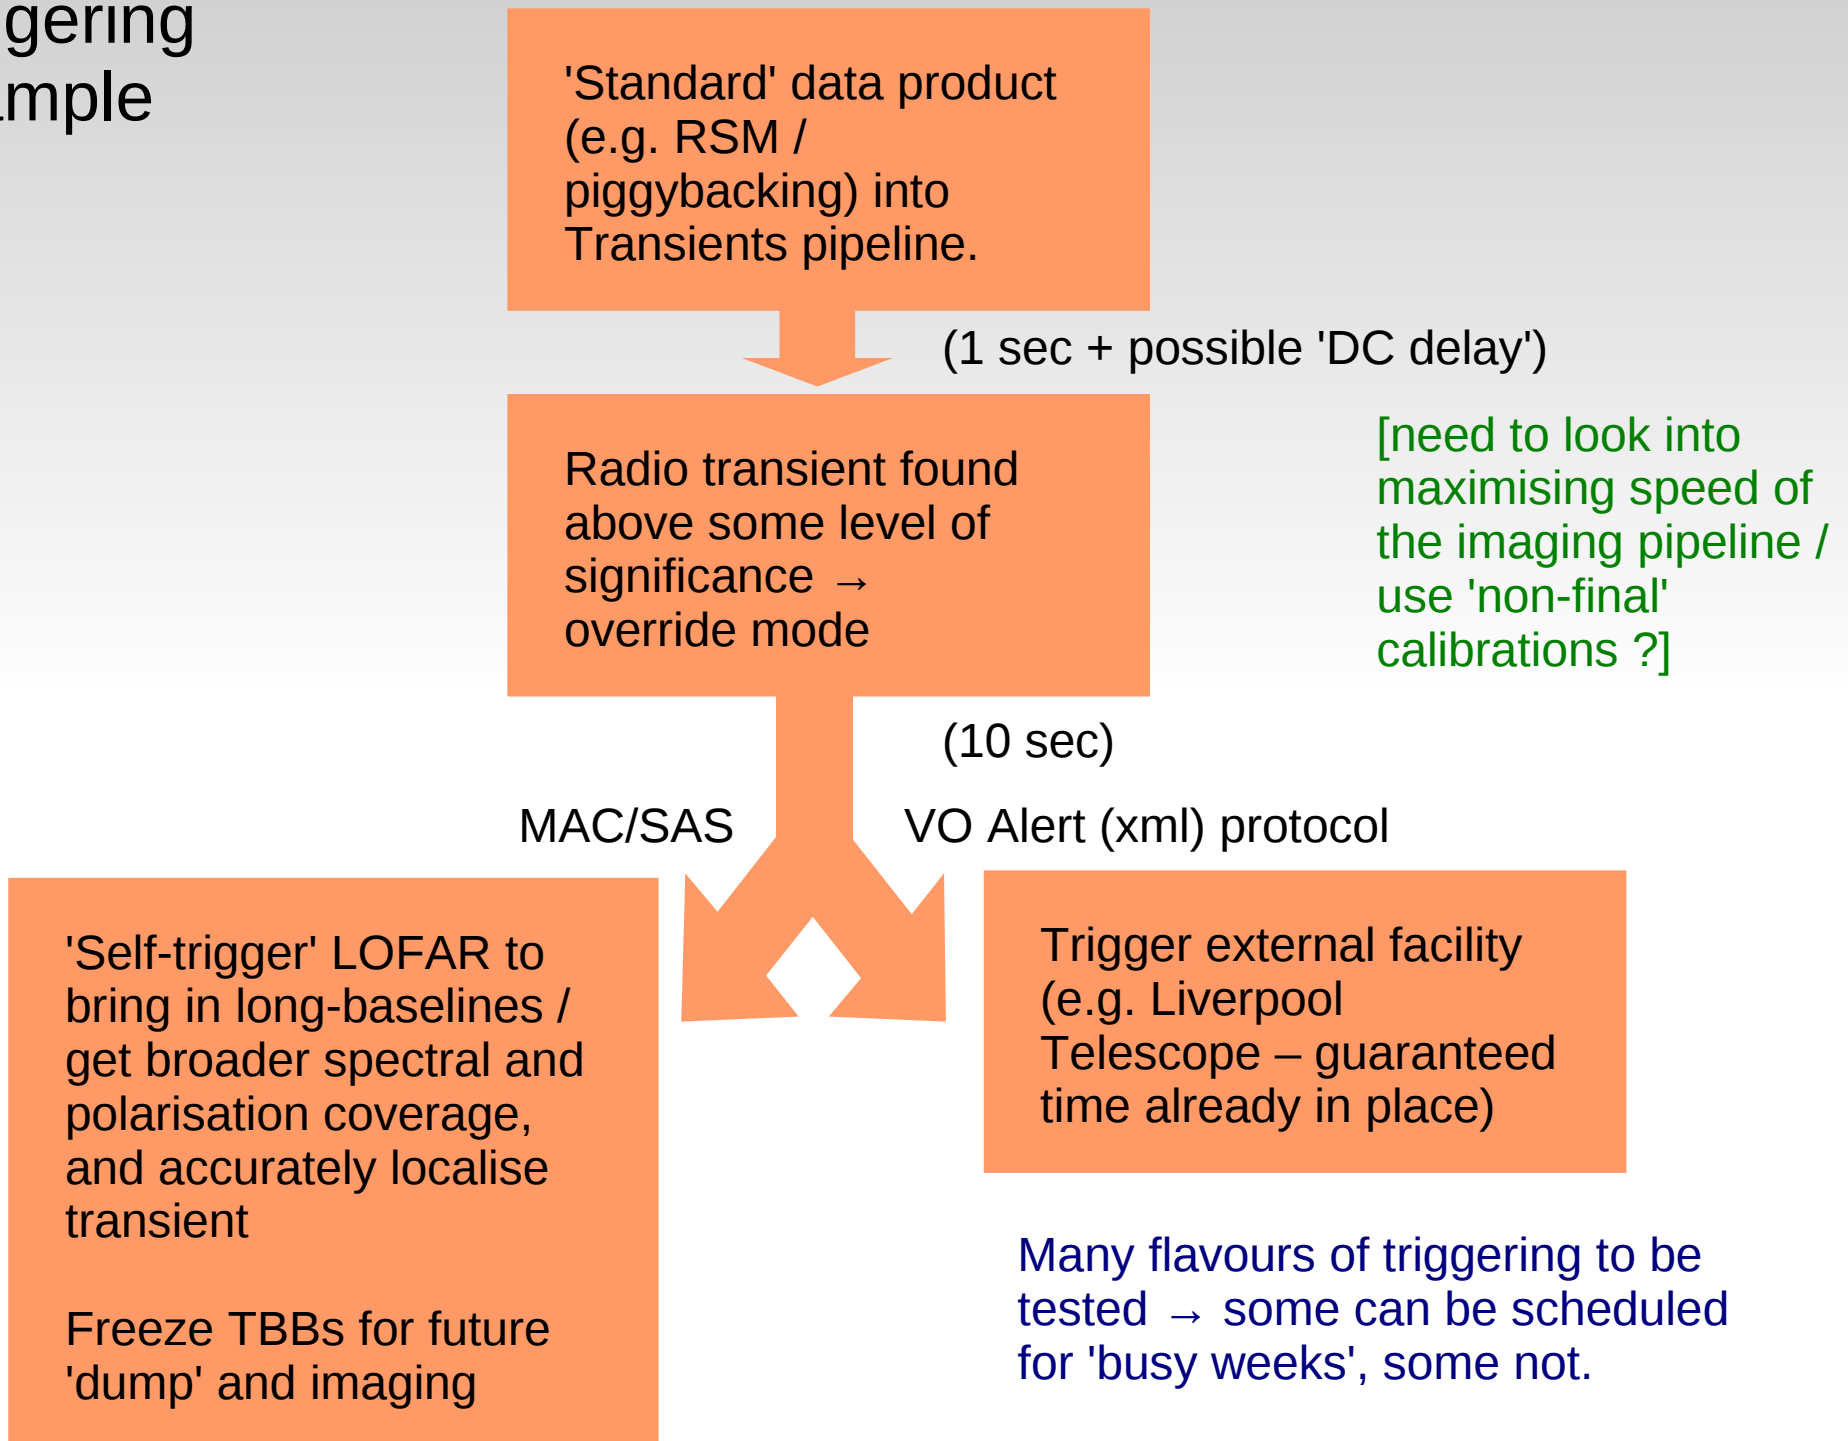 ggering
ample
'Standard' data product
(e.g. RSM /
piggybacking) into
Transients pipeline.
(1 sec + possible 'DC delay')
Radio transient found
above some level of
significance →
override mode
[need to look into
maximising speed of
the imaging pipeline /
use 'non-final'
calibrations ?]
(10 sec)
MAC/SAS
VO Alert (xml) protocol
'Self-trigger' LOFAR to
bring in long-baselines /
get broader spectral and
polarisation coverage,
and accurately localise
transient
Freeze TBBs for future
'dump' and imaging
Trigger external facility
(e.g. Liverpool
Telescope – guaranteed
time already in place)
Many flavours of triggering to be
tested → some can be scheduled
for 'busy weeks', some not.